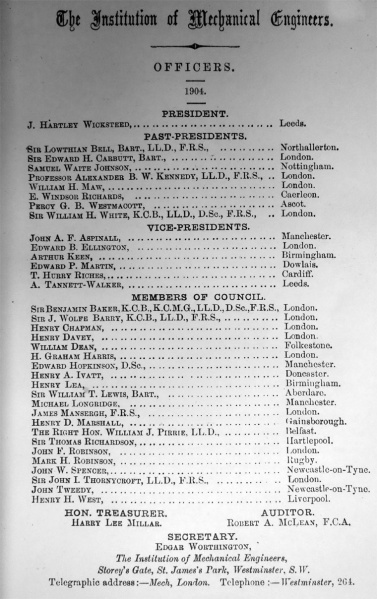 The Institution of Mechanical Engineers.
OFFICERS.
1904.
PRESIDENT.
J. HARTLEY WICKSTEED, .............................. Leeds.
PAST-PRESIDENTS.
SIR LOWTHIAN BELL, BART., LL.D., F.R.S., .............. Northallerton.
SIR EDWARD H. CARBUTT, BART., ...................... London.
SAMUEL WAITE JOHNSON, ............................ Nottingham.
PROFESSOR ALEXANDER B. W. KENNEDY, LL.D., F.R.S., .. London.
WILLIAM H. MAW, .................................... London.
E. WINDSOR RICHARDS, .............................. Caerleon.
PERCY G. B. WESTMACOTT, .......................... Ascot.
SIR WILLIAM H. WHITE, K.C.B., LL.D., D.Sc., F.R.S., .. London.
VICE-PRESIDENTS.
JOHN A. F. ASPINALL, .............................. Manchester.
EDWARD B. ELLINGTON, .............................. London.
ARTHUR KEEN, ...................................... Birmingham.
EDWARD P. MARTIN, ................................ Dowlais.
T. HURRY RICHES, .................................. Cardiff.
A. TANNETT-WALKER, ................................ Leeds.
MEMBERS OF COUNCIL.
SIR BENJAMIN BAKER, K.C.B., K.C.M.G., LL.D., D.Sc., F.R.S., London.
SIR J. WOLFE BARRY, K.C.B., LL.D., F.R.S., ............ London.
HENRY CHAPMAN, .................................... London.
HENRY DAVEY, ...................................... London.
WILLIAM DEAN, .................................... Folkestone.
H. GRAHAM HARRIS, ................................ London.
EDWARD HOPKINSON, D.Sc., .......................... Manchester.
HENRY A. IVATT, .................................. Doncaster.
HENRY LEA, ........................................ Birmingham.
SIR WILLIAM T. LEWIS, BART., ...................... Aberdare.
MICHAEL LONGRIDGE, ................................ Manchester.
JAMES MANSERGH, F.R.S., .......................... London.
HENRY D. MARSHALL, ................................ Gainsborough.
THE RIGHT HON. WILLIAM J. PIRRIE, LL.D., ............ Belfast.
SIR THOMAS RICHARDSON, ............................ Hartlepool.
JOHN F. ROBINSON, ................................ London.
MARK H. ROBINSON, ................................ Rugby.
JOHN W. SPENCER, .................................. Newcastle-on-Tyne.
SIR JOHN I. THORNYCROFT, LL.D., F.R.S., ............ London.
JOHN TWEEDY, ...................................... Newcastle-on-Tyne.
HENRY H. WEST, .................................... Liverpool.
HON. TREASURER. AUDITOR.
HARRY LEE MILLAR. ROBERT A. MCLEAN, F.C.A.
SECRETARY.
EDGAR WORTHINGTON,
The Institution of Mechanical Engineers,
Storey's Gate, St. James's Park, Westminster, S.W.
Telegraphic address:—Mech, London. Telephone:—Westminster, 264.